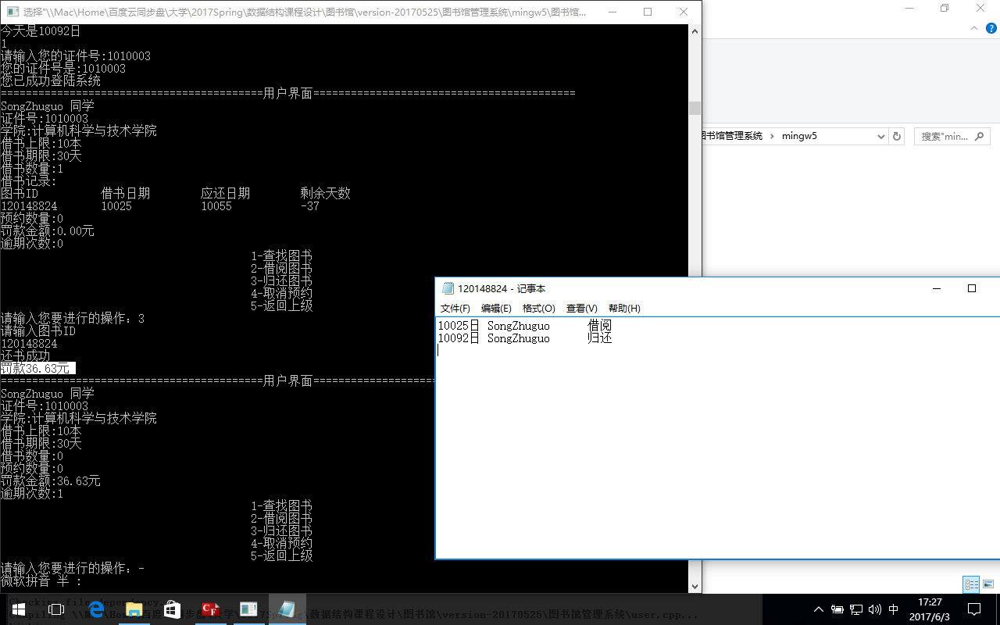 选择"\\Mac\Home\百度云同步盘\大学\2017Spring\数据结构课程设计\图书馆\version-20170525\图书馆管理系统\mingw5\图书馆...
今天是10092日
1
请输入您的证件号:1010003
您的证件号是:1010003
您已成功登陆系统
==========================================用户界面==========================================
SongZhuguo 同学
证件号:1010003
学院:计算机科学与技术学院
借书上限:10本
借书期限:30天
借书数量:1
借书记录:
图书ID 借书日期 应还日期 剩余天数
120148824 10025 10055 -37
预约数量:0
罚款金额:0.00元
逾期次数:0
1-查找图书
2-借阅图书
3-归还图书
4-取消预约
5-返回上级
请输入您要进行的操作: 3
请输入图书ID
120148824
还书成功
罚款36.63元
==========================================用户界面====================
SongZhuguo 同学
证件号:1010003
学院:计算机科学与技术学院
借书上限:10本
借书期限:30天
借书数量:0
预约数量:0
罚款金额:36.63元
逾期次数:1
1-查找图书
2-借阅图书
3-归还图书
4-取消预约
5-返回上级
请输入您要进行的操作: -
微软拼音 半 :
图书馆管理系统 › mingw5
搜索"min...
120148824 - 记事本
文件(F) 编辑(E) 格式(O) 查看(V) 帮助(H)
10025日 SongZhuguo 借阅
10092日 SongZhuguo 归还
Checking file dependency...
Compiling \\Mac\Home\百度云同步盘\大学\2017Spring\数据结构课程设计\图书馆\version-20170525\图书馆管理系统\user.cpp...
中
17:27
2017/6/3